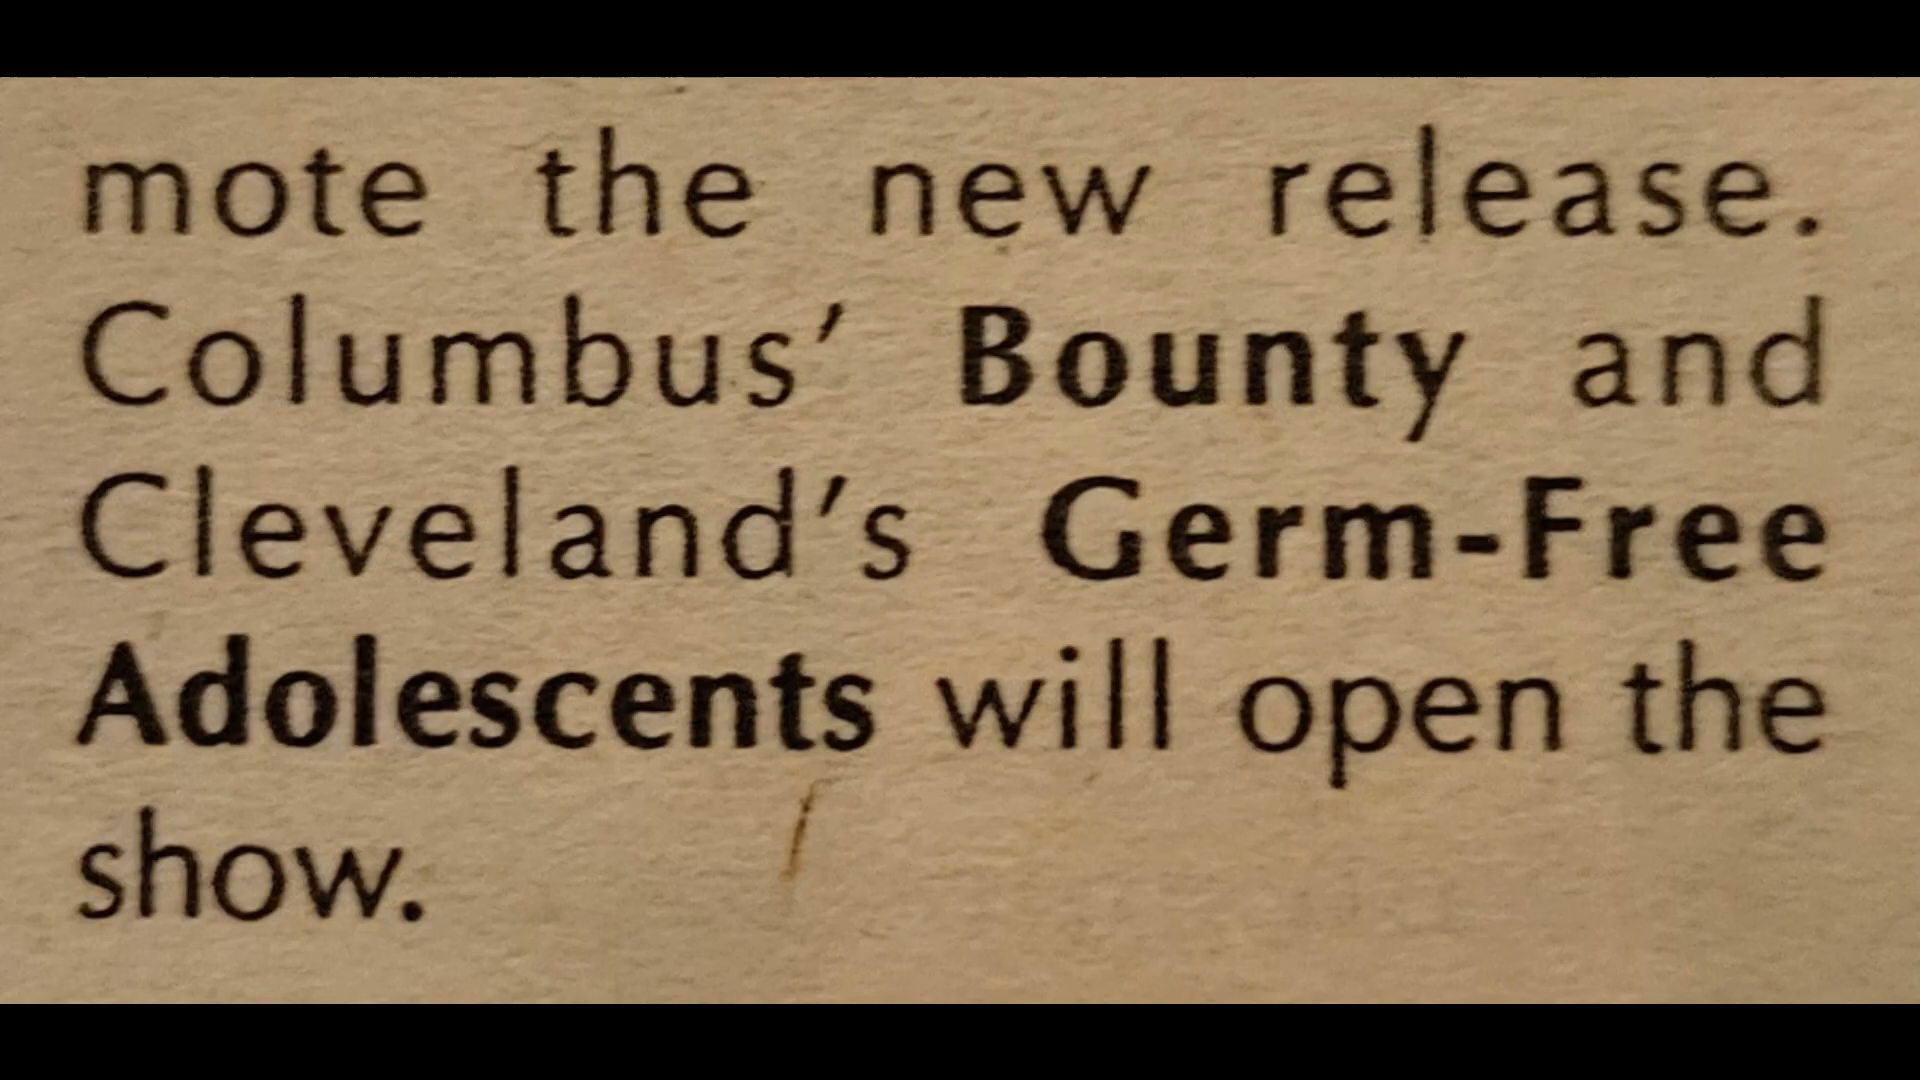 mote the new release.
Columbus’ Bounty and
Cleveland’s Germ-Free
Adolescents will open the
show.